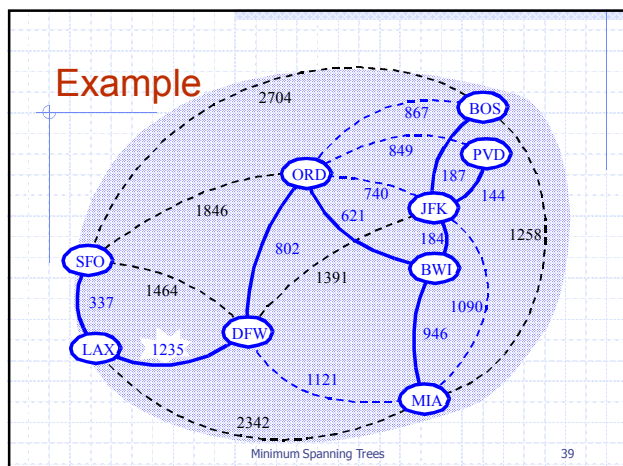 Example
2704
BOS
867
PVD
849
ORD
187
144
740
JFK
1846
621
184
1258
802
1391
SFO
BWI
1464
337
1090
DFW
946
LAX
1235
1121
MIA
2342
Minimum Spanning Trees 39